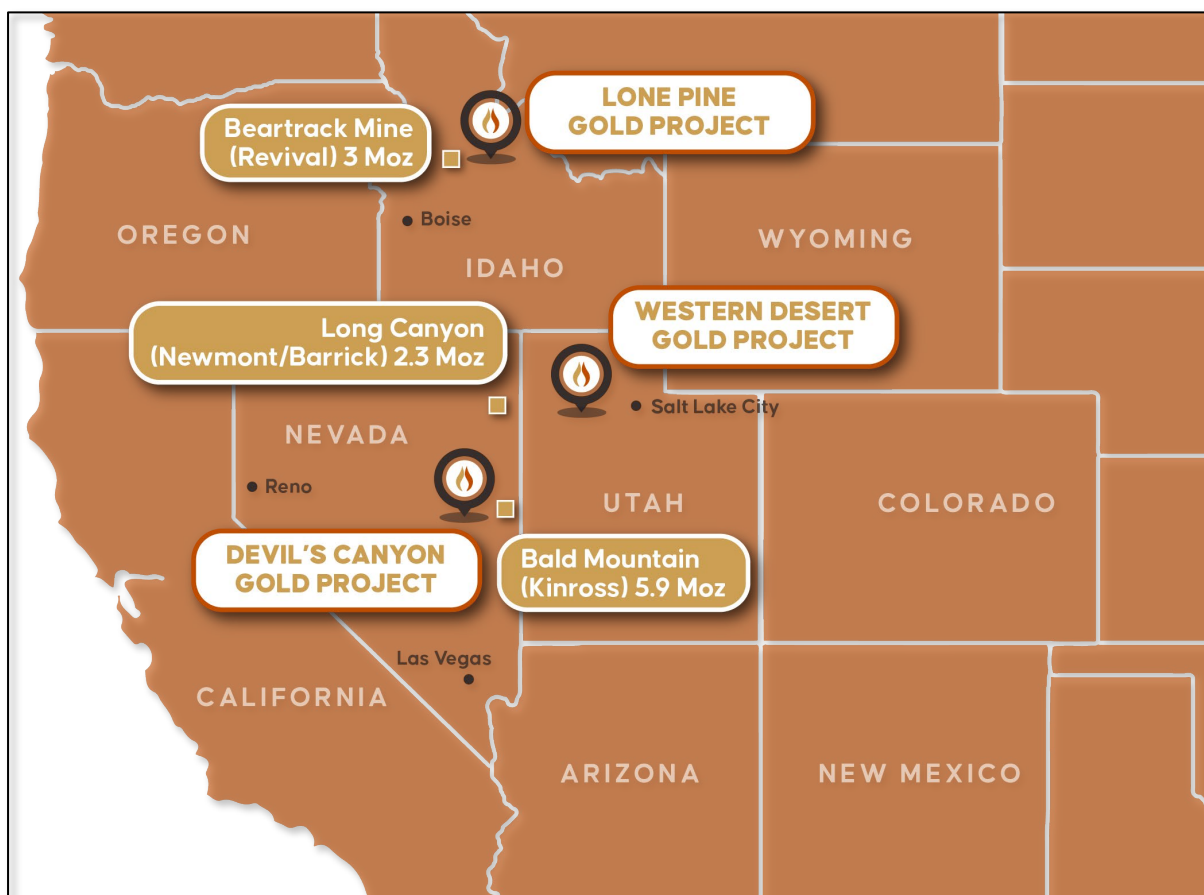 LONE PINE
GOLD PROJECT
Beartrack Mine
(Revival) 3 Moz
Boise
OREGON
WYOMING
IDAHO
WESTERN DESERT
GOLD PROJECT
Long Canyon
(Newmont/Barrick) 2.3 Moz
Salt Lake City
NEVADA
Reno
UTAH
COLORADO
DEVIL'S CANYON
GOLD PROJECT
Bald Mountain
(Kinross) 5.9 Moz
Las Vegas
CALIFORNIA
ARIZONA
NEW MEXICO